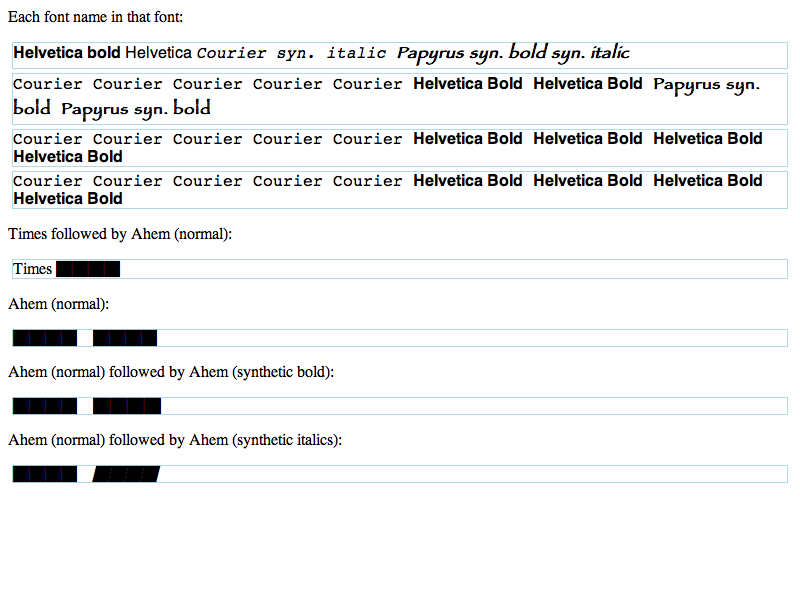 Each font name in that font:
Helvetica bold Helvetica Courier syn. italic Papyrus syn. bold syn. italic
Courier Courier Courier Courier Courier Helvetica Bold Helvetica Bold Papyrus syn.
bold Papyrus syn. bold
Courier Courier Courier Courier Courier Helvetica Bold Helvetica Bold Helvetica Bold
Helvetica Bold
Courier Courier Courier Courier Courier Helvetica Bold Helvetica Bold Helvetica Bold
Helvetica Bold
Times followed by Ahem (normal):
Times
Ahem (normal):
Ahem (normal) followed by Ahem (synthetic bold):
Ahem (normal) followed by Ahem (synthetic italics):